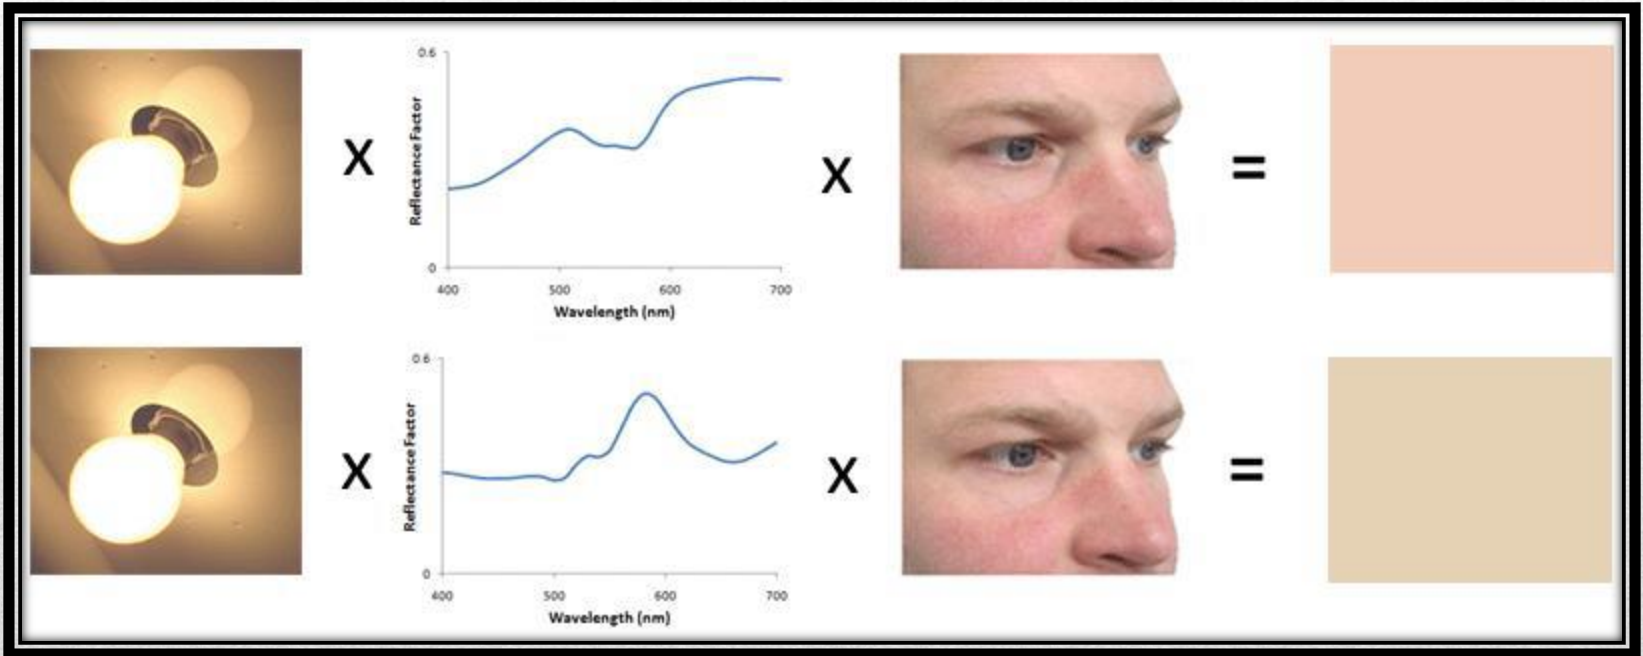 0.6
Reflectance Factor
0
400 500 600 700
Wavelength (nm)
X
X
=
0.6
Reflectance Factor
0
400 500 600 700
Wavelength (nm)
X
X
=